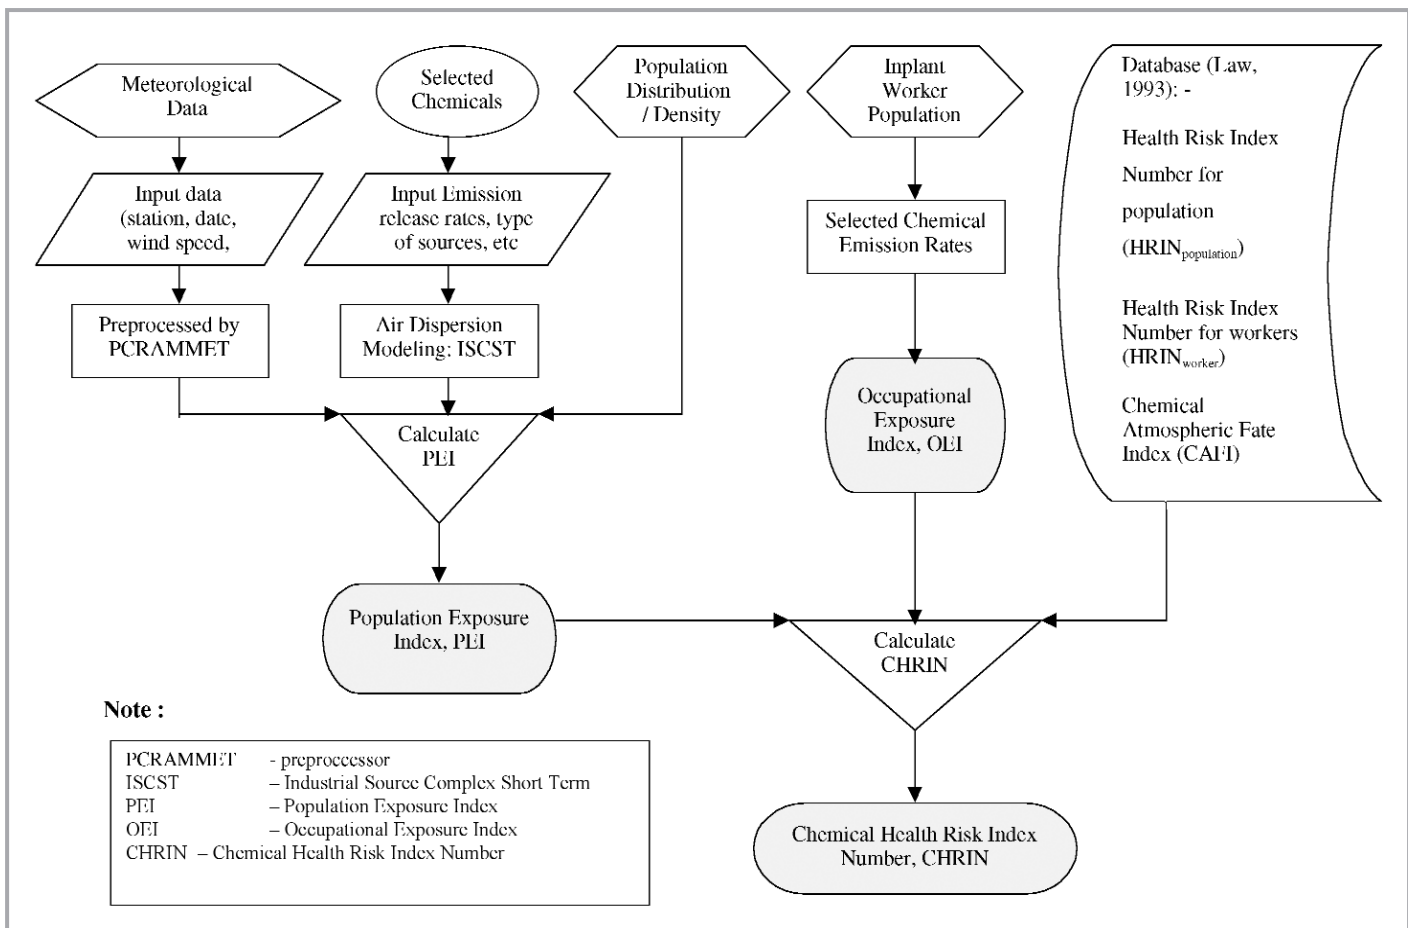 Meteorological
Data
Selected
Chemicals
Population
Distribution
/ Density
Inplant
Worker
Population
Database (Law,
1993): -
Health Risk Index
Number for
population
(HRINpopulation)
Health Risk Index
Number for workers
(HRINworker)
Chemical
Atmospheric Fate
Index (CAFI)
Input data
(station, date,
wind speed,
Input Emission
release rates, type
of sources, etc
Selected Chemical
Emission Rates
Preprocessed by
PCRAMMET
Air Dispersion
Modeling: ISCST
Occupational
Exposure
Index, OEI
Calculate
PEI
Population Exposure
Index, PEI
Calculate
CHRIN
Chemical Health Risk Index
Number, CHRIN
Note :
PCRAMMET - preprocessor
ISCST – Industrial Source Complex Short Term
PEI – Population Exposure Index
OEI – Occupational Exposure Index
CHRIN – Chemical Health Risk Index Number